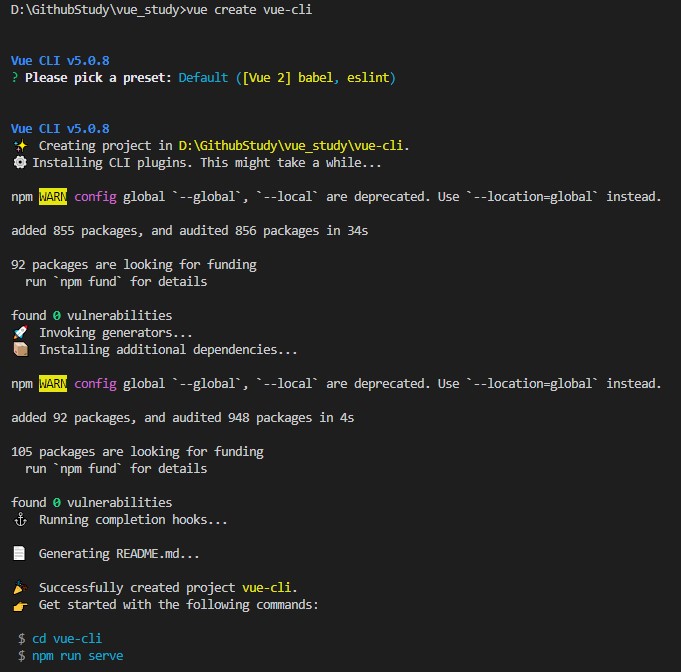 D:\GithubStudy\vue_study>vue create vue-cli
Vue CLI v5.0.8
? Please pick a preset: Default ([Vue 2] babel, eslint)
Vue CLI v5.0.8
✨ Creating project in D:\GithubStudy\vue_study\vue-cli.
⚙ Installing CLI plugins. This might take a while...
npm WARN config global `--global`, `--local` are deprecated. Use `--location=global` instead.
added 855 packages, and audited 856 packages in 34s
92 packages are looking for funding
run `npm fund` for details
found 0 vulnerabilities
🚀 Invoking generators...
📦 Installing additional dependencies...
npm WARN config global `--global`, `--local` are deprecated. Use `--location=global` instead.
added 92 packages, and audited 948 packages in 4s
105 packages are looking for funding
run `npm fund` for details
found 0 vulnerabilities
⚓ Running completion hooks...
📄 Generating README.md...
🎉 Successfully created project vue-cli.
👉 Get started with the following commands:
$ cd vue-cli
$ npm run serve